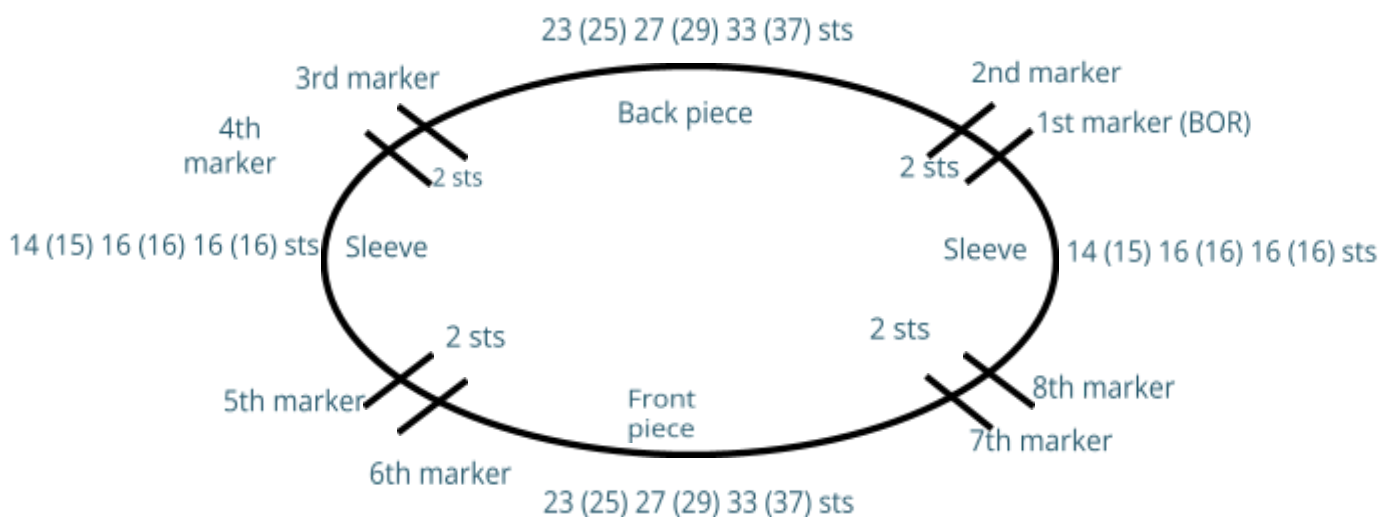 23 (25) 27 (29) 33 (37) sts
3rd marker
2nd marker
Back piece
1st marker (BOR)
4th
marker
2 sts
2 sts
14 (15) 16 (16) 16 (16) sts
Sleeve
Sleeve
14 (15) 16 (16) 16 (16) sts
2 sts
2 sts
5th marker
Front
piece
8th marker
7th marker
6th marker
23 (25) 27 (29) 33 (37) sts